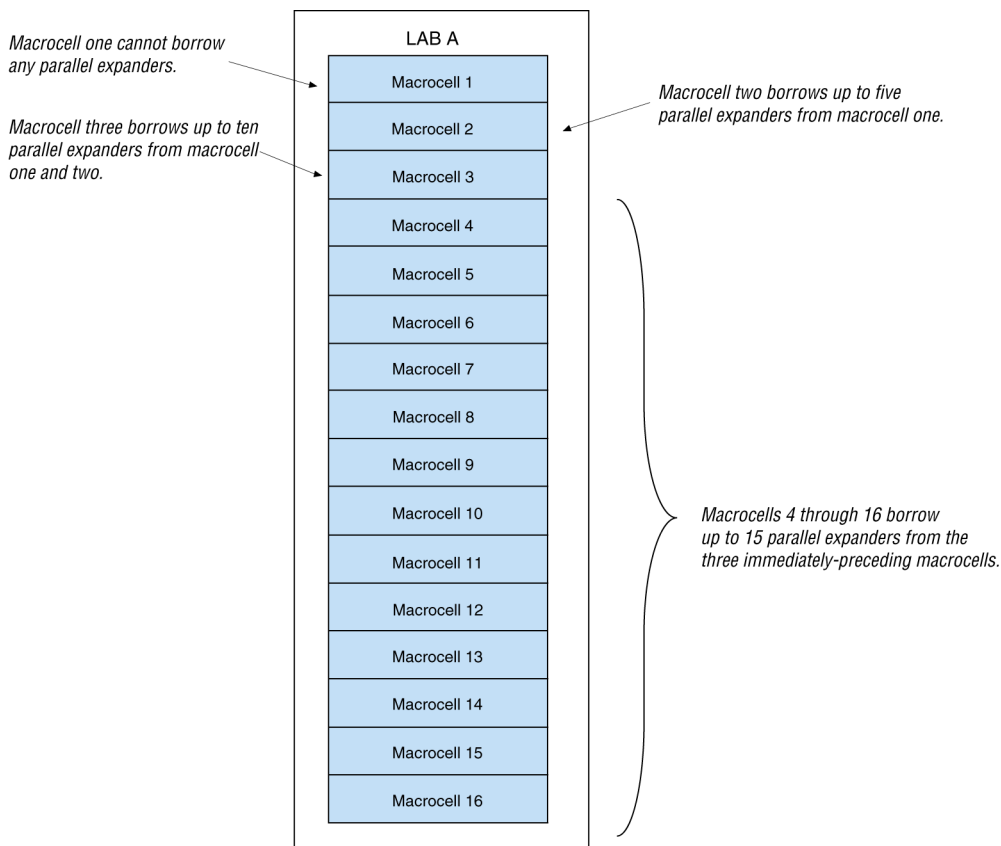 LAB A
Macrocell one cannot borrow
any parallel expanders.
Macrocell 1
Macrocell two borrows up to five
parallel expanders from macrocell one.
Macrocell 2
Macrocell three borrows up to ten
parallel expanders from macrocell
one and two.
Macrocell 3
Macrocell 4
Macrocell 5
Macrocell 6
Macrocell 7
Macrocell 8
Macrocell 9
Macrocell 10
Macrocell 11
Macrocell 12
Macrocell 13
Macrocell 14
Macrocell 15
Macrocell 16
Macrocells 4 through 16 borrow
up to 15 parallel expanders from the
three immediately-preceding macrocells.